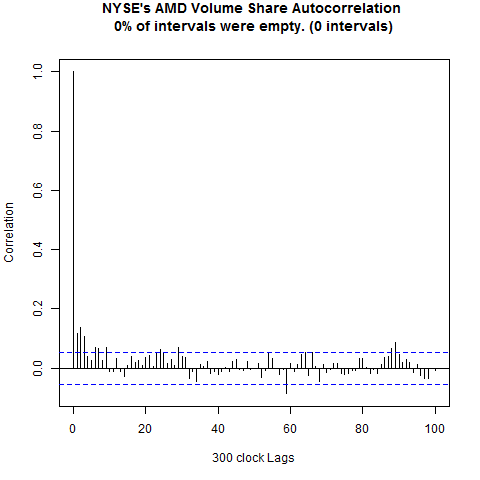 NYSE's AMD Volume Share Autocorrelation
0% of intervals were empty. (0 intervals)
1.0
0.8
0.6
0.4
0.2
0.0
Correlation
0 20 40 60 80 100
300 clock Lags